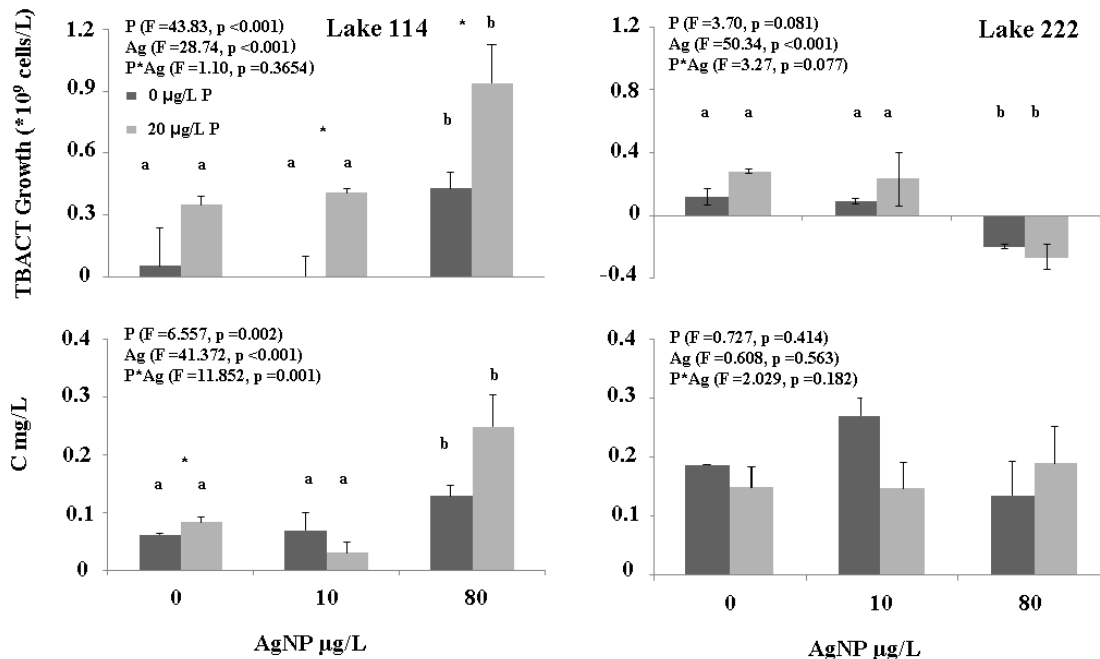 1.2
P (F =43.83, p <0.001)
Lake 114
* b
Ag (F =28.74, p <0.001)
P*Ag (F =1.10, p =0.3654)
0.9
0 µg/L P
20 µg/L P
0.6
a a
a * a
b
0.3
0
TBACT Growth (*10⁹ cells/L)
1.2
P (F =3.70, p =0.081)
Lake 222
Ag (F =50.34, p <0.001)
P*Ag (F =3.27, p =0.077)
0.8
a a a a b b
0.4
0
-0.4
0.4
P (F =6.557, p =0.002)
Ag (F =41.372, p <0.001)
P*Ag (F =11.852, p =0.001)
0.3
b
0.2
b
*
a a a a
0.1
0
C mg/L
0 10 80
AgNP µg/L
0.4
P (F =0.727, p =0.414)
Ag (F =0.608, p =0.563)
P*Ag (F =2.029, p =0.182)
0.3
0.2
0.1
0
0 10 80
AgNP µg/L